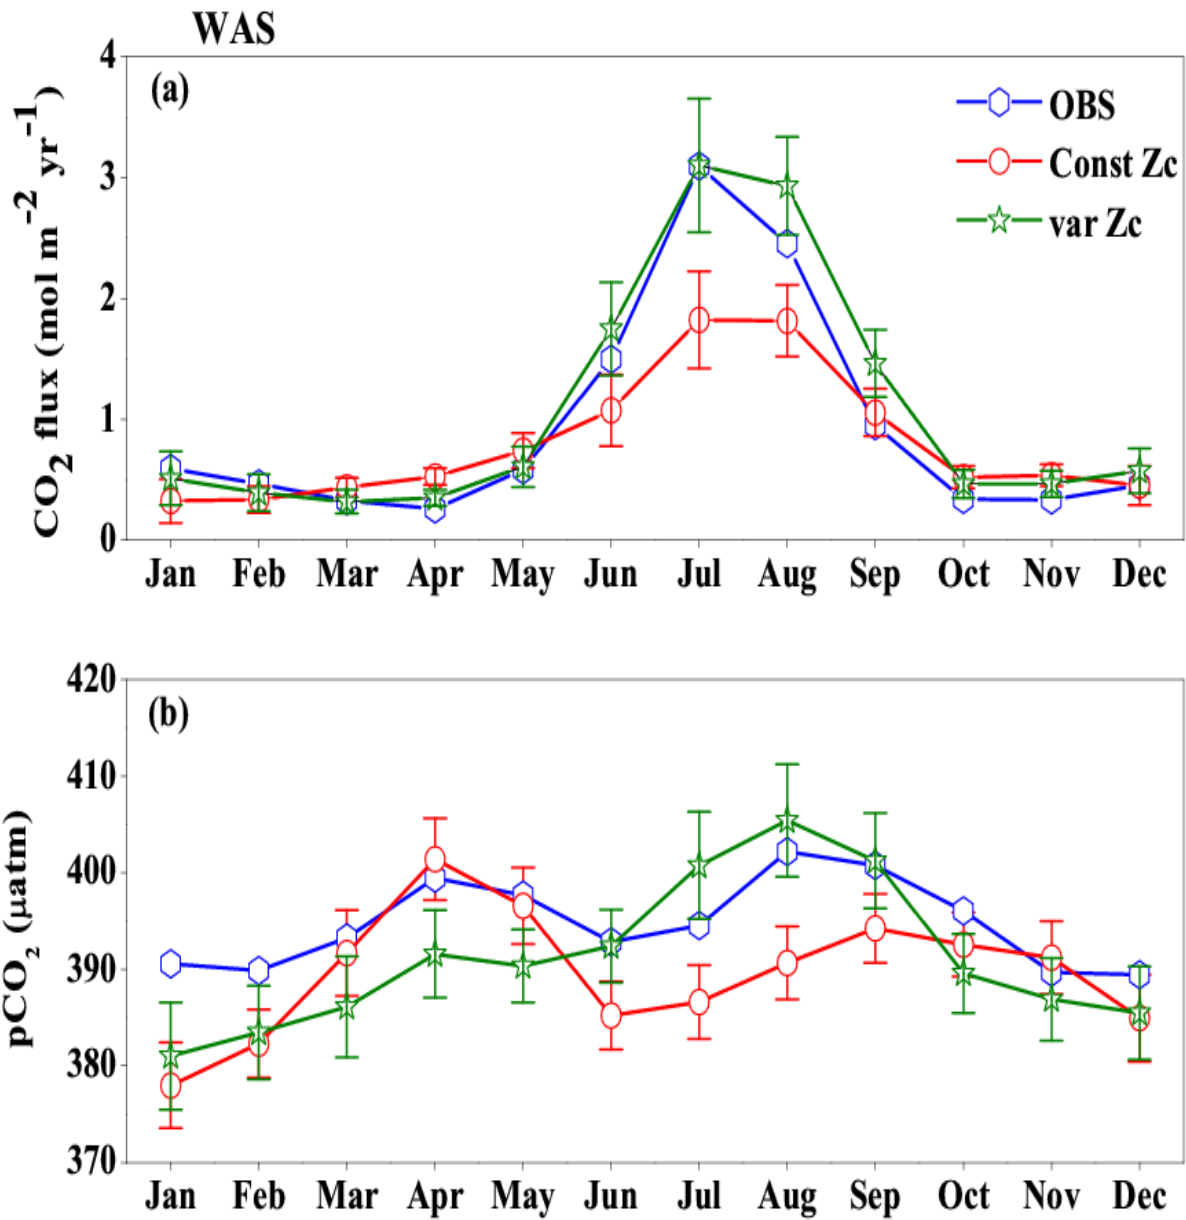 WAS
(a)
OBS
Const Zc
var Zc
CO2 flux (mol m-2 yr-1)
4
3
2
1
0
Jan Feb Mar Apr May Jun Jul Aug Sep Oct Nov Dec
(b)
pCO2 (μatm)
420
410
400
390
380
370
Jan Feb Mar Apr May Jun Jul Aug Sep Oct Nov Dec